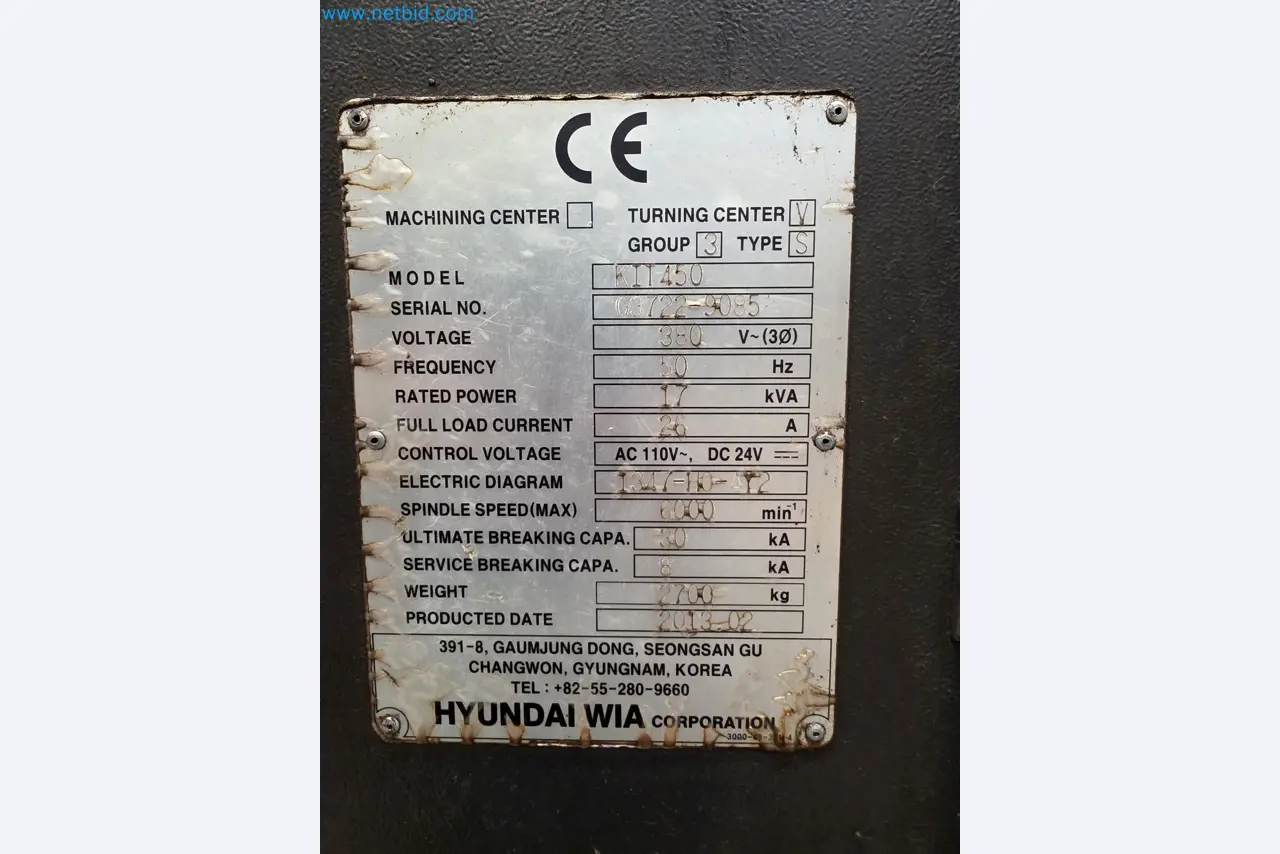 www.netbid.com
CE
MACHINING CENTER TURNING CENTER V
GROUP 3 TYPE S
MODEL KIT450
SERIAL NO.
VOLTAGE 380 V~(3Ø)
FREQUENCY 50 Hz
RATED POWER 17 kVA
FULL LOAD CURRENT 26 A
CONTROL VOLTAGE AC 110V~, DC 24V
ELECTRIC DIAGRAM
SPINDLE SPEED(MAX) 6000 min⁻¹
ULTIMATE BREAKING CAPA. 30 kA
SERVICE BREAKING CAPA. 8 kA
WEIGHT 2700 kg
PRODUCTED DATE 2013-02
391-8, GAUMJUNG DONG, SEONGSAN GU
CHANGWON, GYUNGNAM, KOREA
TEL : +82-55-280-9660
HYUNDAI WIA CORPORATION